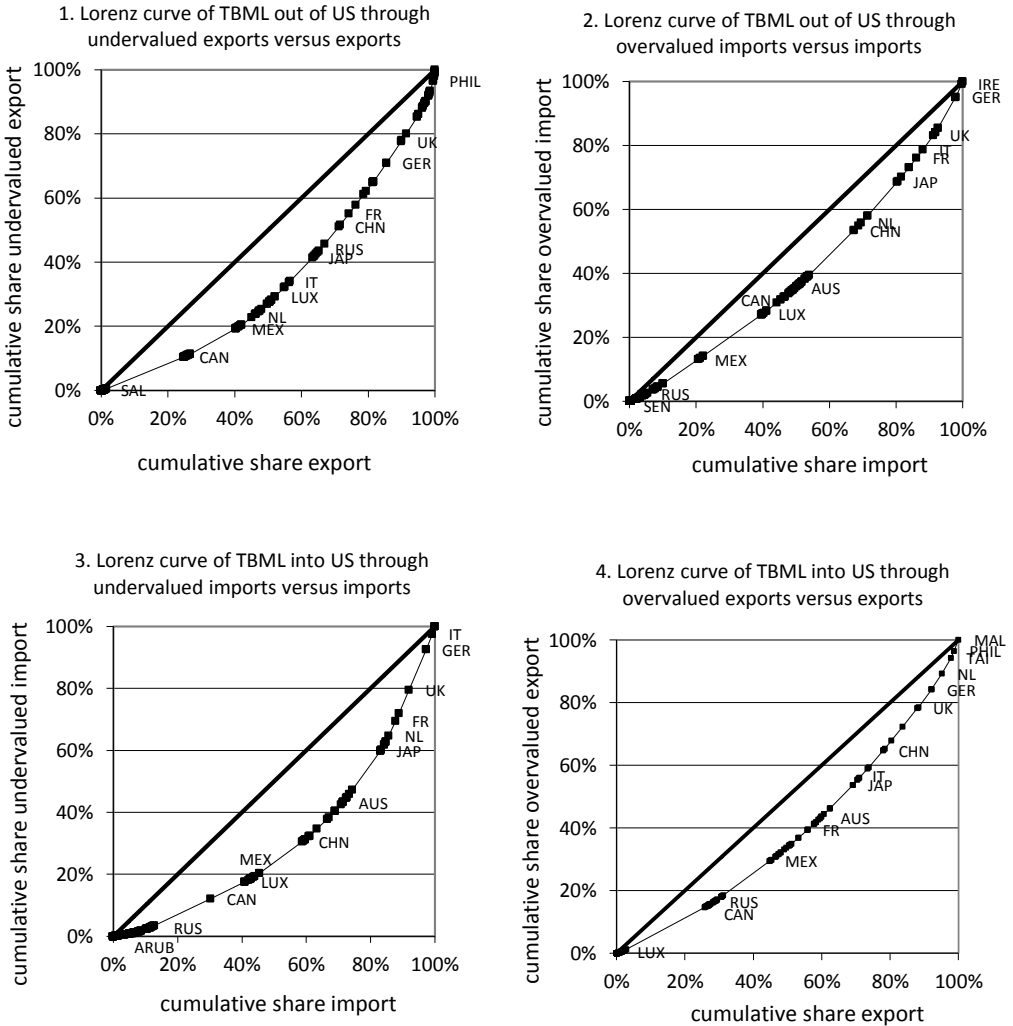 1. Lorenz curve of TBML out of US through
undervalued exports versus exports
cumulative share undervalued export
100%
80%
60%
40%
20%
0%
PHIL
UK
GER
FR
CHN
RUS
JAP
IT
LUX
NL
MEX
CAN
SAL
0% 20% 40% 60% 80% 100%
cumulative share export
2. Lorenz curve of TBML out of US through
overvalued imports versus imports
cumulative share overvalued import
100%
80%
60%
40%
20%
0%
IRE
GER
UK
IT
FR
JAP
NL
CHN
AUS
CAN
LUX
MEX
RUS
SEN
0% 20% 40% 60% 80% 100%
cumulative share import
3. Lorenz curve of TBML into US through
undervalued imports versus imports
cumulative share undervalued import
100%
80%
60%
40%
20%
0%
IT
GER
UK
FR
NL
JAP
AUS
CHN
MEX
LUX
CAN
RUS
ARUB
0% 20% 40% 60% 80% 100%
cumulative share import
4. Lorenz curve of TBML into US through
overvalued exports versus exports
cumulative share overvalued export
100%
80%
60%
40%
20%
0%
MAL
PHIL
TAI
NL
GER
UK
CHN
IT
JAP
AUS
FR
MEX
RUS
CAN
LUX
0% 20% 40% 60% 80% 100%
cumulative share export